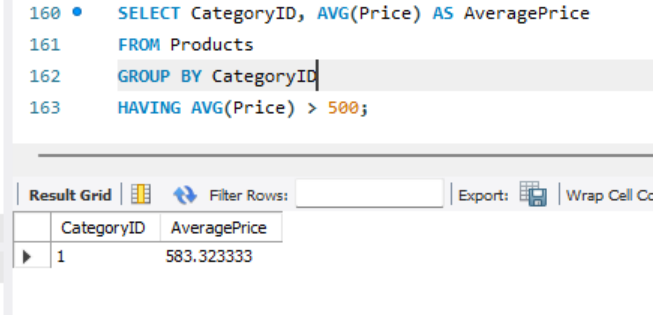 160 SELECT CategoryID, AVG(Price) AS AveragePrice
161 FROM Products
162 GROUP BY CategoryID
163 HAVING AVG(Price) > 500;
Result Grid Filter Rows: Export: Wrap Cell Co
CategoryID AveragePrice
1 583.323333